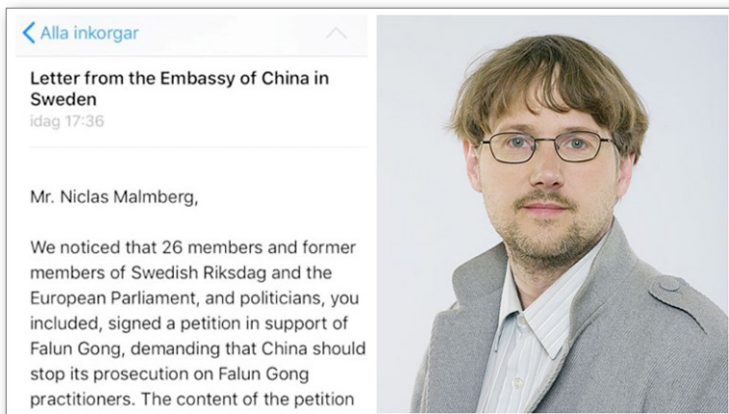 Alla inkorgar
Letter from the Embassy of China in
Sweden
idag 17:36
Mr. Niclas Malmberg,
We noticed that 26 members and former
members of Swedish Riksdag and the
European Parliament, and politicians, you
included, signed a petition in support of
Falun Gong, demanding that China should
stop its prosecution on Falun Gong
practitioners. The content of the petition